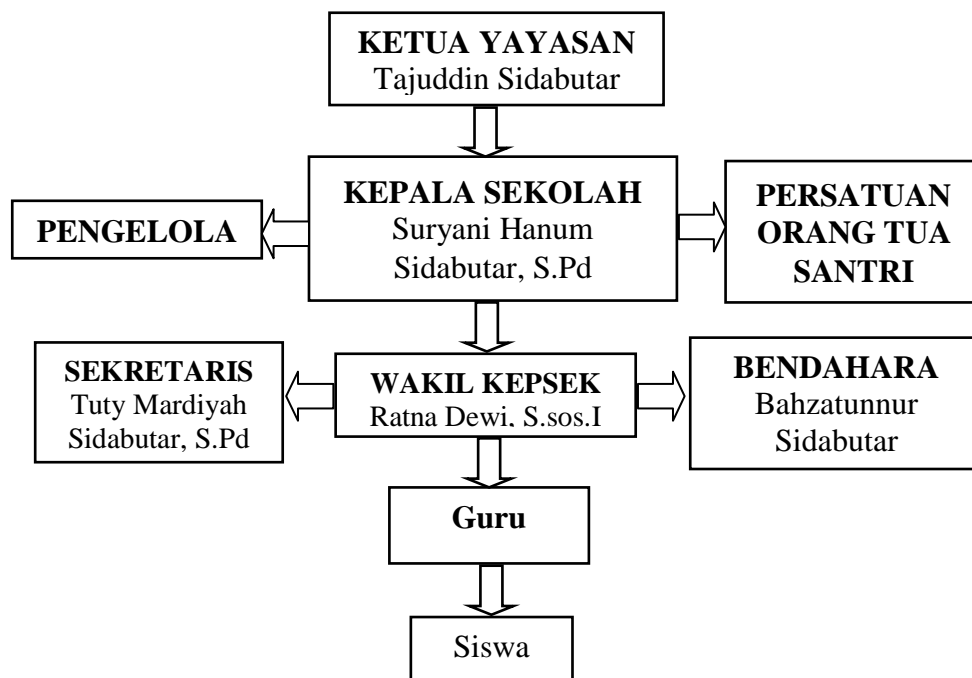 KETUA YAYASAN
Tajuddin Sidabutar
KEPALA SEKOLAH
Suryani Hanum
Sidabutar, S.Pd
PENGELOLA
PERSATUAN
ORANG TUA
SANTRI
SEKRETARIS
Tuty Mardiyah
Sidabutar, S.Pd
WAKIL KEPSEK
Ratna Dewi, S.sos.I
BENDAHARA
Bahzatunnur
Sidabutar
Guru
Siswa